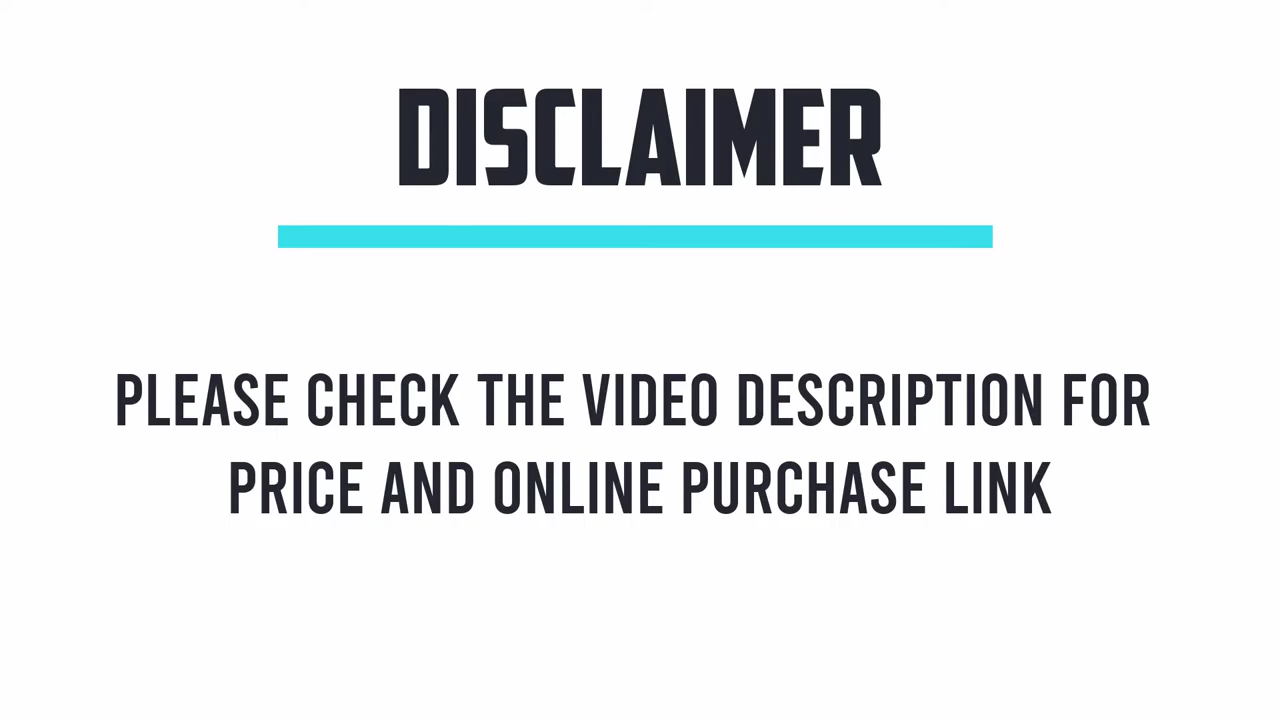 DISCLAIMER
PLEASE CHECK THE VIDEO DESCRIPTION FOR
PRICE AND ONLINE PURCHASE LINK